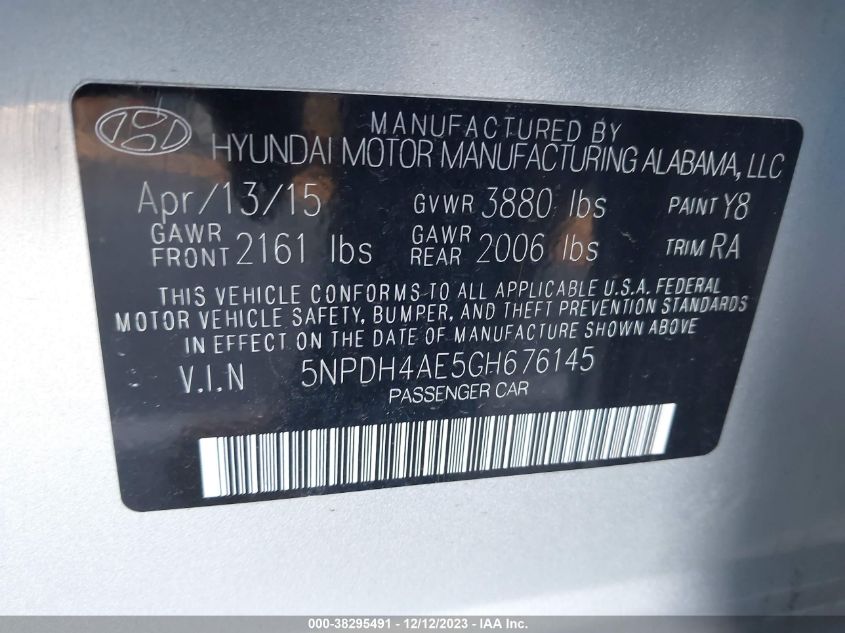 MANUFACTURED BY
HYUNDAI MOTOR MANUFACTURING ALABAMA, LLC
Apr/13/15 GVWR 3880 lbs PAINT Y8
GAWR FRONT 2161 lbs GAWR REAR 2006 lbs TRIM RA
THIS VEHICLE CONFORMS TO ALL APPLICABLE U.S.A. FEDERAL
MOTOR VEHICLE SAFETY, BUMPER, AND THEFT PREVENTION STANDARDS
IN EFFECT ON THE DATE OF MANUFACTURE SHOWN ABOVE
V.I.N 5NPDH4AE5GH676145
PASSENGER CAR
000-38295491 - 12/12/2023 - IAA Inc.